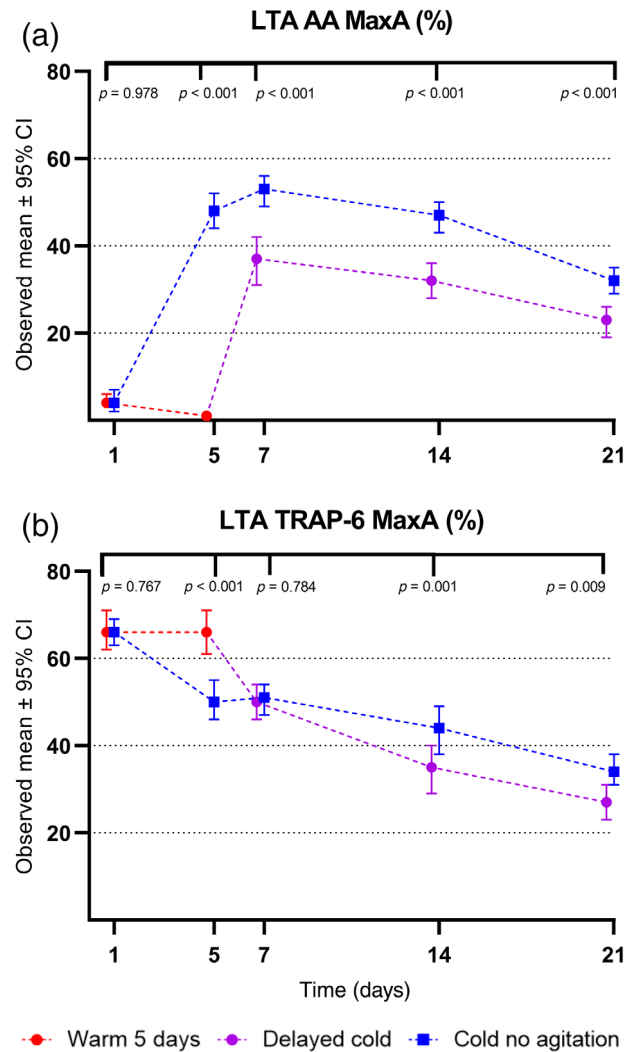 (a)
LTA AA MaxA (%)
80
p = 0.978 p < 0.001 p < 0.001 p < 0.001 p < 0.001
60
40
20
Observed mean ± 95% CI
1 5 7 14 21
(b)
LTA TRAP-6 MaxA (%)
80
p = 0.767 p < 0.001 p = 0.784 p = 0.001 p = 0.009
60
40
20
Observed mean ± 95% CI
1 5 7 14 21
Time (days)
Warm 5 days Delayed cold Cold no agitation